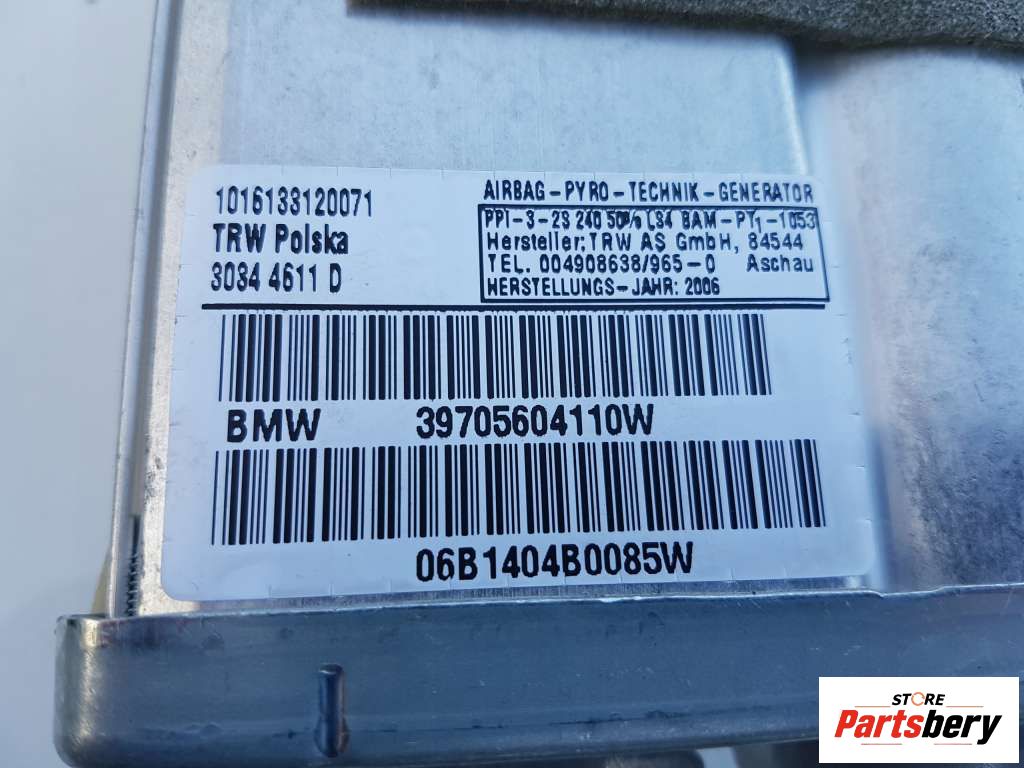 1016133120071
TRW Polska
3034 4611 D
AIRBAG-PYRO-TECHNIK-GENERATOR
PPI-3-2S 240 50% LS4 BAM-PT1-1053
Hersteller: TRW AS GmbH, 84544
TEL. 004908638/965-0 Aschau
HERSTELLUNGS-JAHR: 2006
BMW 39705604110W
06B1404B0085W
STORE
Partsbery